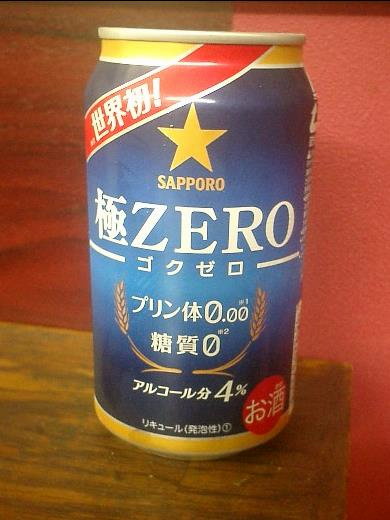 世界初!
SAPPORO
極ZERO
ゴクゼロ
プリン体0.00※1
糖質0※2
アルコール分4%
お酒
リキュール(発泡性)①